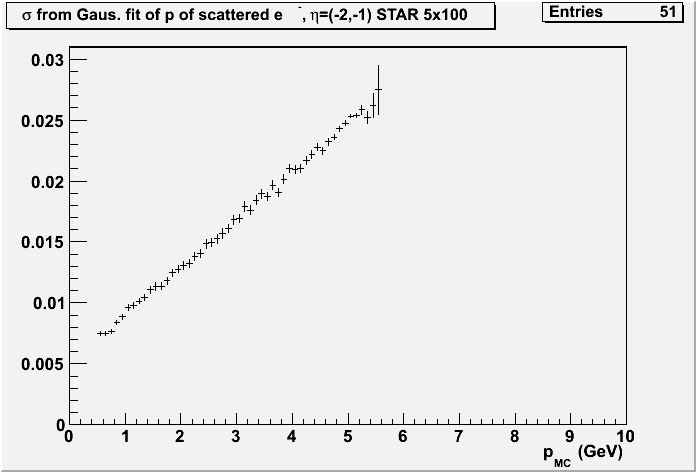 σ from Gaus. fit of p of scattered e⁻, η=(-2,-1) STAR 5x100
Entries 51
0.03
0.025
0.02
0.015
0.01
0.005
0
0 1 2 3 4 5 6 7 8 9 10
p_MC (GeV)